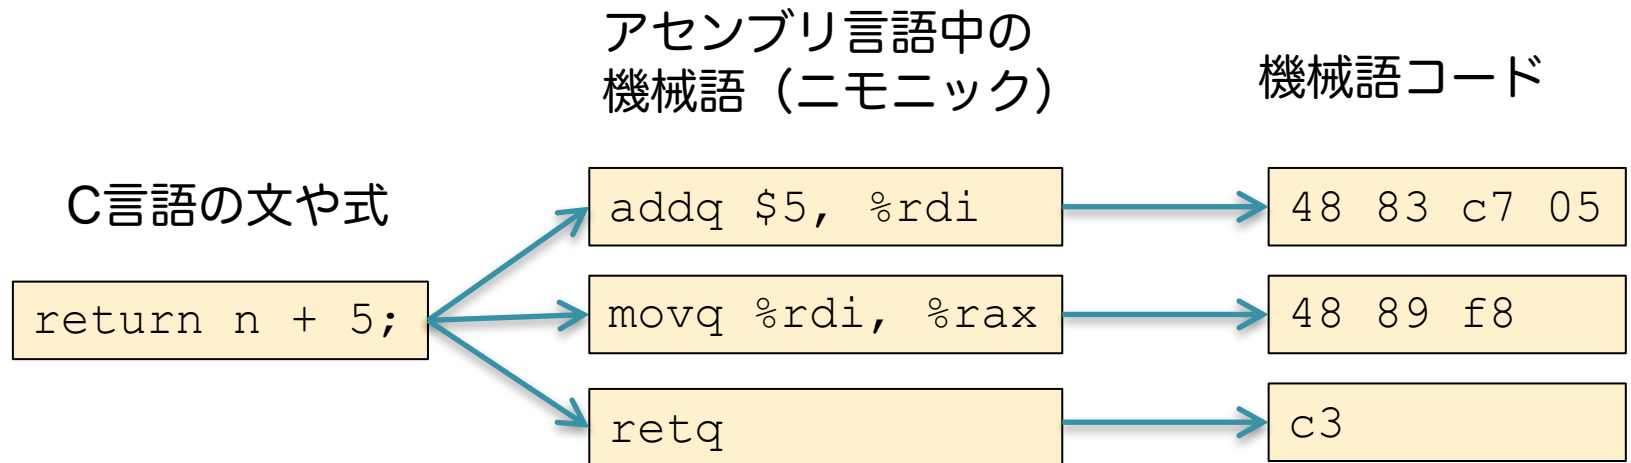 アセンブリ言語中の
機械語（ニモニック）
機械語コード
C言語の文や式
return n + 5;
addq $5, %rdi
48 83 c7 05
movq %rdi, %rax
48 89 f8
retq
c3